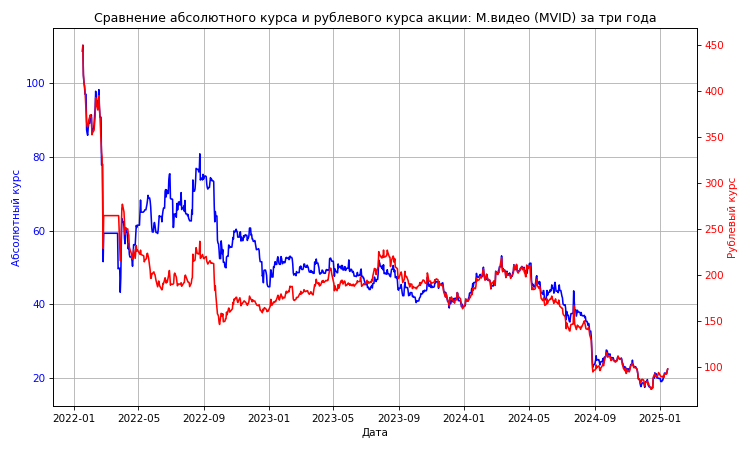 Сравнение абсолютного курса и рублевого курса акции: М.видео (MVID) за три года
Абсолютный курс
100
80
60
40
20
450
400
350
300
250
200
150
100
Рублевый курс
2022-01 2022-05 2022-09 2023-01 2023-05 2023-09 2024-01 2024-05 2024-09 2025-01
Дата